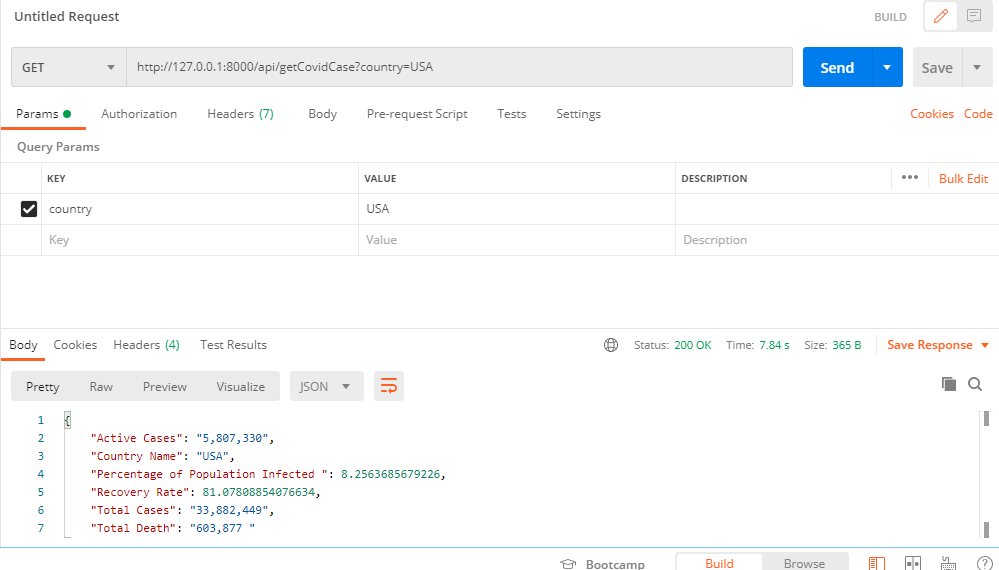 Untitled Request
BUILD
GET
http://127.0.0.1:8000/api/getCovidCase?country=USA
Send
Save
Params
Authorization
Headers (7)
Body
Pre-request Script
Tests
Settings
Cookies
Code
Query Params
KEY
VALUE
DESCRIPTION
Bulk Edit
country
USA
Key
Value
Description
Body
Cookies
Headers (4)
Test Results
Status: 200 OK
Time: 7.84 s
Size: 365 B
Save Response
Pretty
Raw
Preview
Visualize
JSON
1 {
2 "Active Cases": "5,807,330",
3 "Country Name": "USA",
4 "Percentage of Population Infected ": 8.2563685679226,
5 "Recovery Rate": 81.07808854076634,
6 "Total Cases": "33,882,449",
7 "Total Death": "603,877 "
Bootcamp
Build
Browse